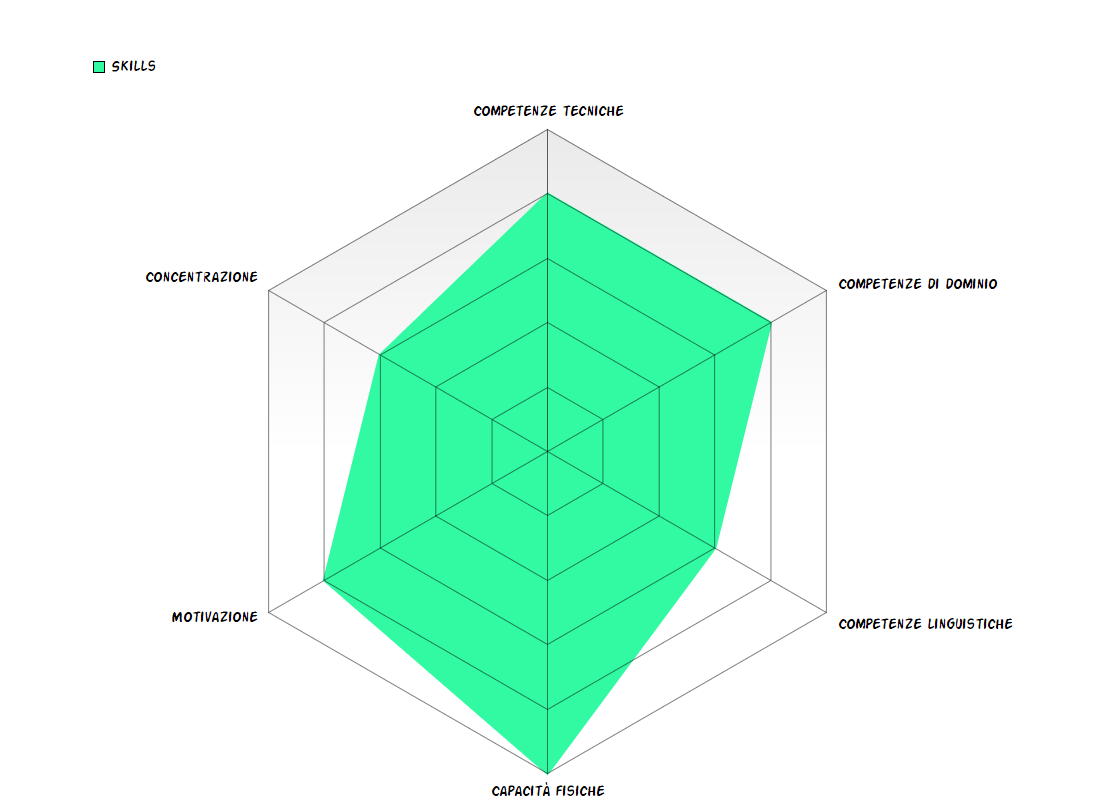 SKILLS
COMPETENZE TECNICHE
CONCENTRAZIONE
COMPETENZE DI DOMINIO
MOTIVAZIONE
COMPETENZE LINGUISTICHE
CAPACITÀ FISICHE